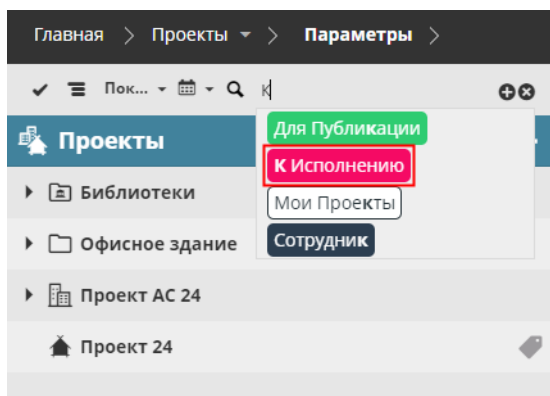 Главная > Проекты > Параметры >
Пок... К
Проекты
Для Публикации
К Исполнению
Мои Проекты
Сотрудник
Библиотеки
Офисное здание
Проект АС 24
Проект 24